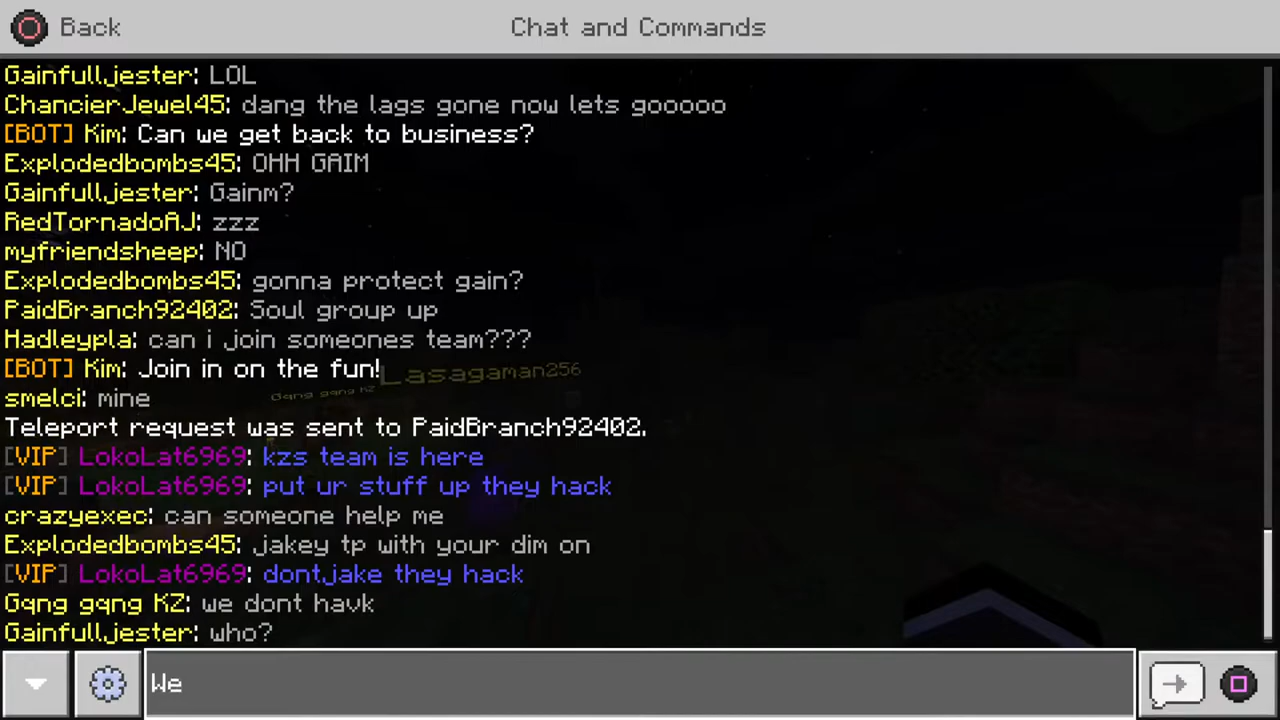 Back
Chat and Commands
Gainfulljester: LOL
ChancierJewel45: dang the lags gone now lets gooooo
[BOT] Kim: Can we get back to business?
Explodedbombs45: OHH GAIM
Gainfulljester: Gainm?
RedTornadoAJ: zzz
myfriendsheep: NO
Explodedbombs45: gonna protect gain?
PaidBranch92402: Soul group up
Hadleypla: can i join someones team???
[BOT] Kim: Join in on the fun!
Lasagaman256
Gqng gqng KZ
smelci: mine
Teleport request was sent to PaidBranch92402.
[VIP] LokoLat6969: kzs team is here
[VIP] LokoLat6969: put ur stuff up they hack
crazyexec: can someone help me
Explodedbombs45: jakey tp with your dim on
[VIP] LokoLat6969: dont jake they hack
Gqng gqng KZ: we dont havk
Gainfulljester: who?
We